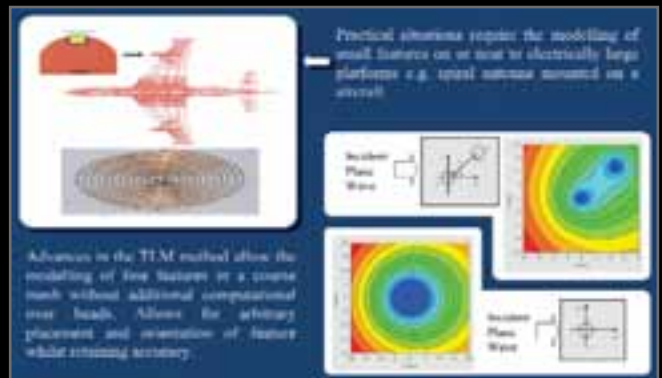 Practical situations require the modelling of
small features on or near to electrically large
platforms e.g. spiral antenna mounted on a
aircraft
Incident
Plane
Wave
Advances in the TLM method allow the
modelling of fine features in a coarse
mesh without additional computational
over heads. Allows for arbitrary
placement and orientation of feature
whilst retaining accuracy.
Incident
Plane
Wave